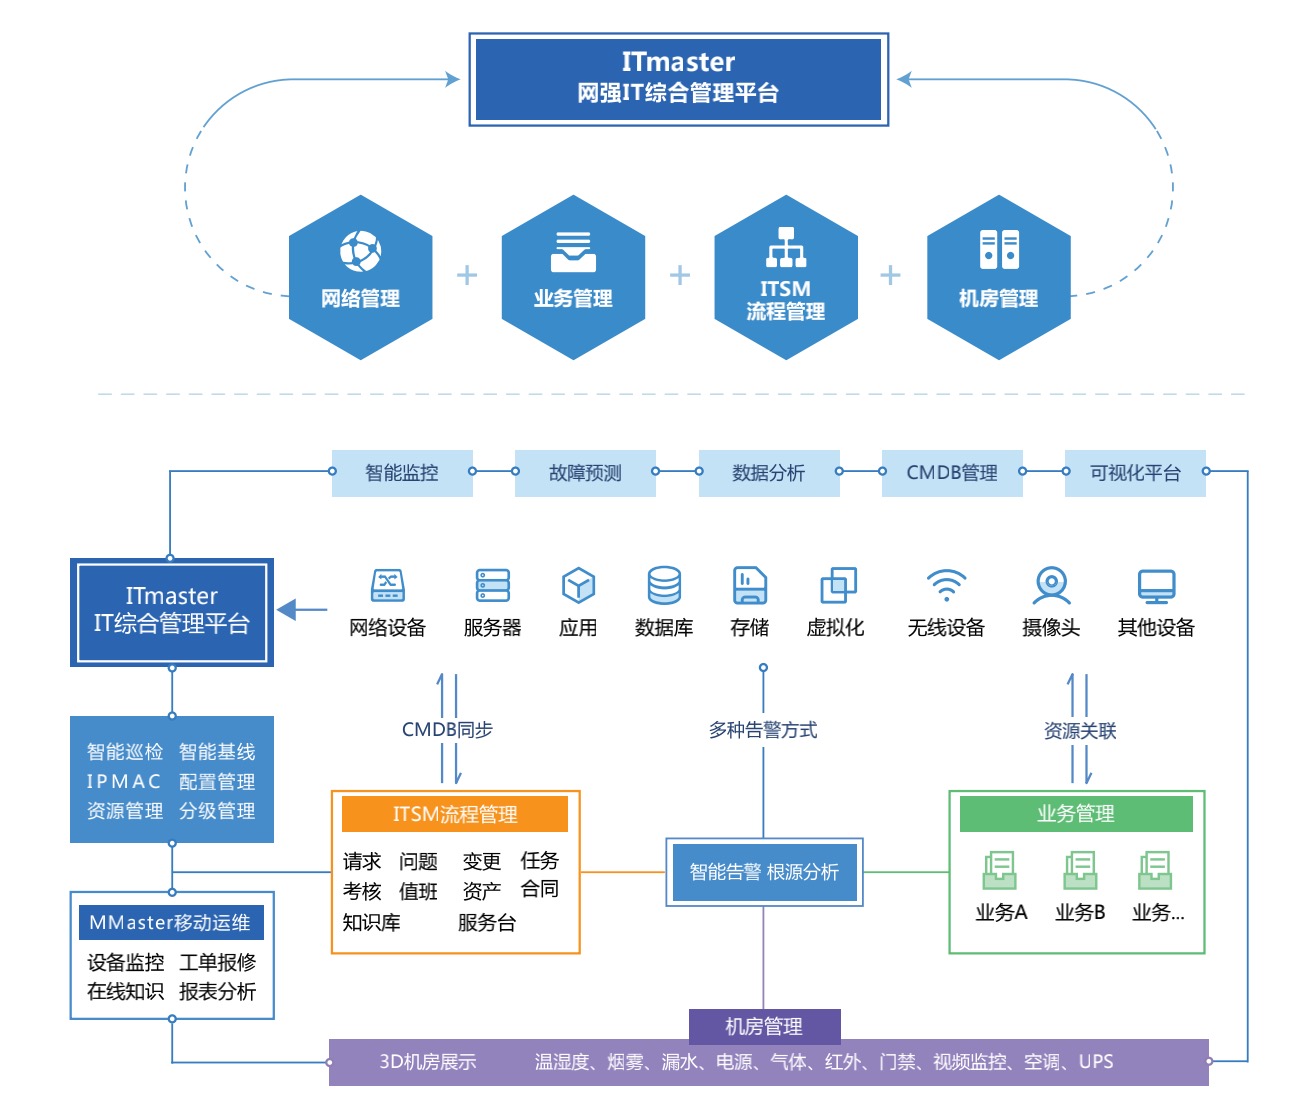 ITmaster
网强IT综合管理平台
网络管理
业务管理
ITSM
流程管理
机房管理
智能监控
故障预测
数据分析
CMDB管理
可视化平台
ITmaster
IT综合管理平台
网络设备
服务器
应用
数据库
存储
虚拟化
无线设备
摄像头
其他设备
CMDB同步
多种告警方式
资源关联
智能巡检 智能基线
IPMAC 配置管理
资源管理 分级管理
ITSM流程管理
请求 问题 变更 任务
考核 值班 资产 合同
知识库 服务台
智能告警 根源分析
业务管理
业务A
业务B
业务...
MMaster移动运维
设备监控 工单报修
在线知识 报表分析
机房管理
3D机房展示 温湿度、烟雾、漏水、电源、气体、红外、门禁、视频监控、空调、UPS